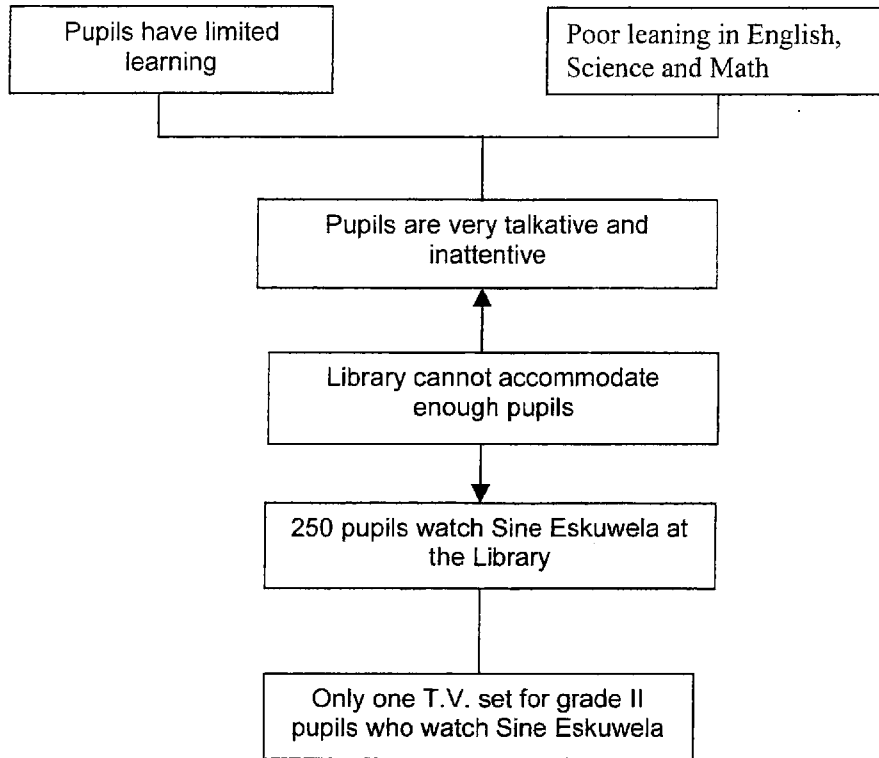 Pupils have limited
learning
Poor leaning in English,
Science and Math
Pupils are very talkative and
inattentive
Library cannot accommodate
enough pupils
250 pupils watch Sine Eskuwela at
the Library
Only one T.V. set for grade II
pupils who watch Sine Eskuwela